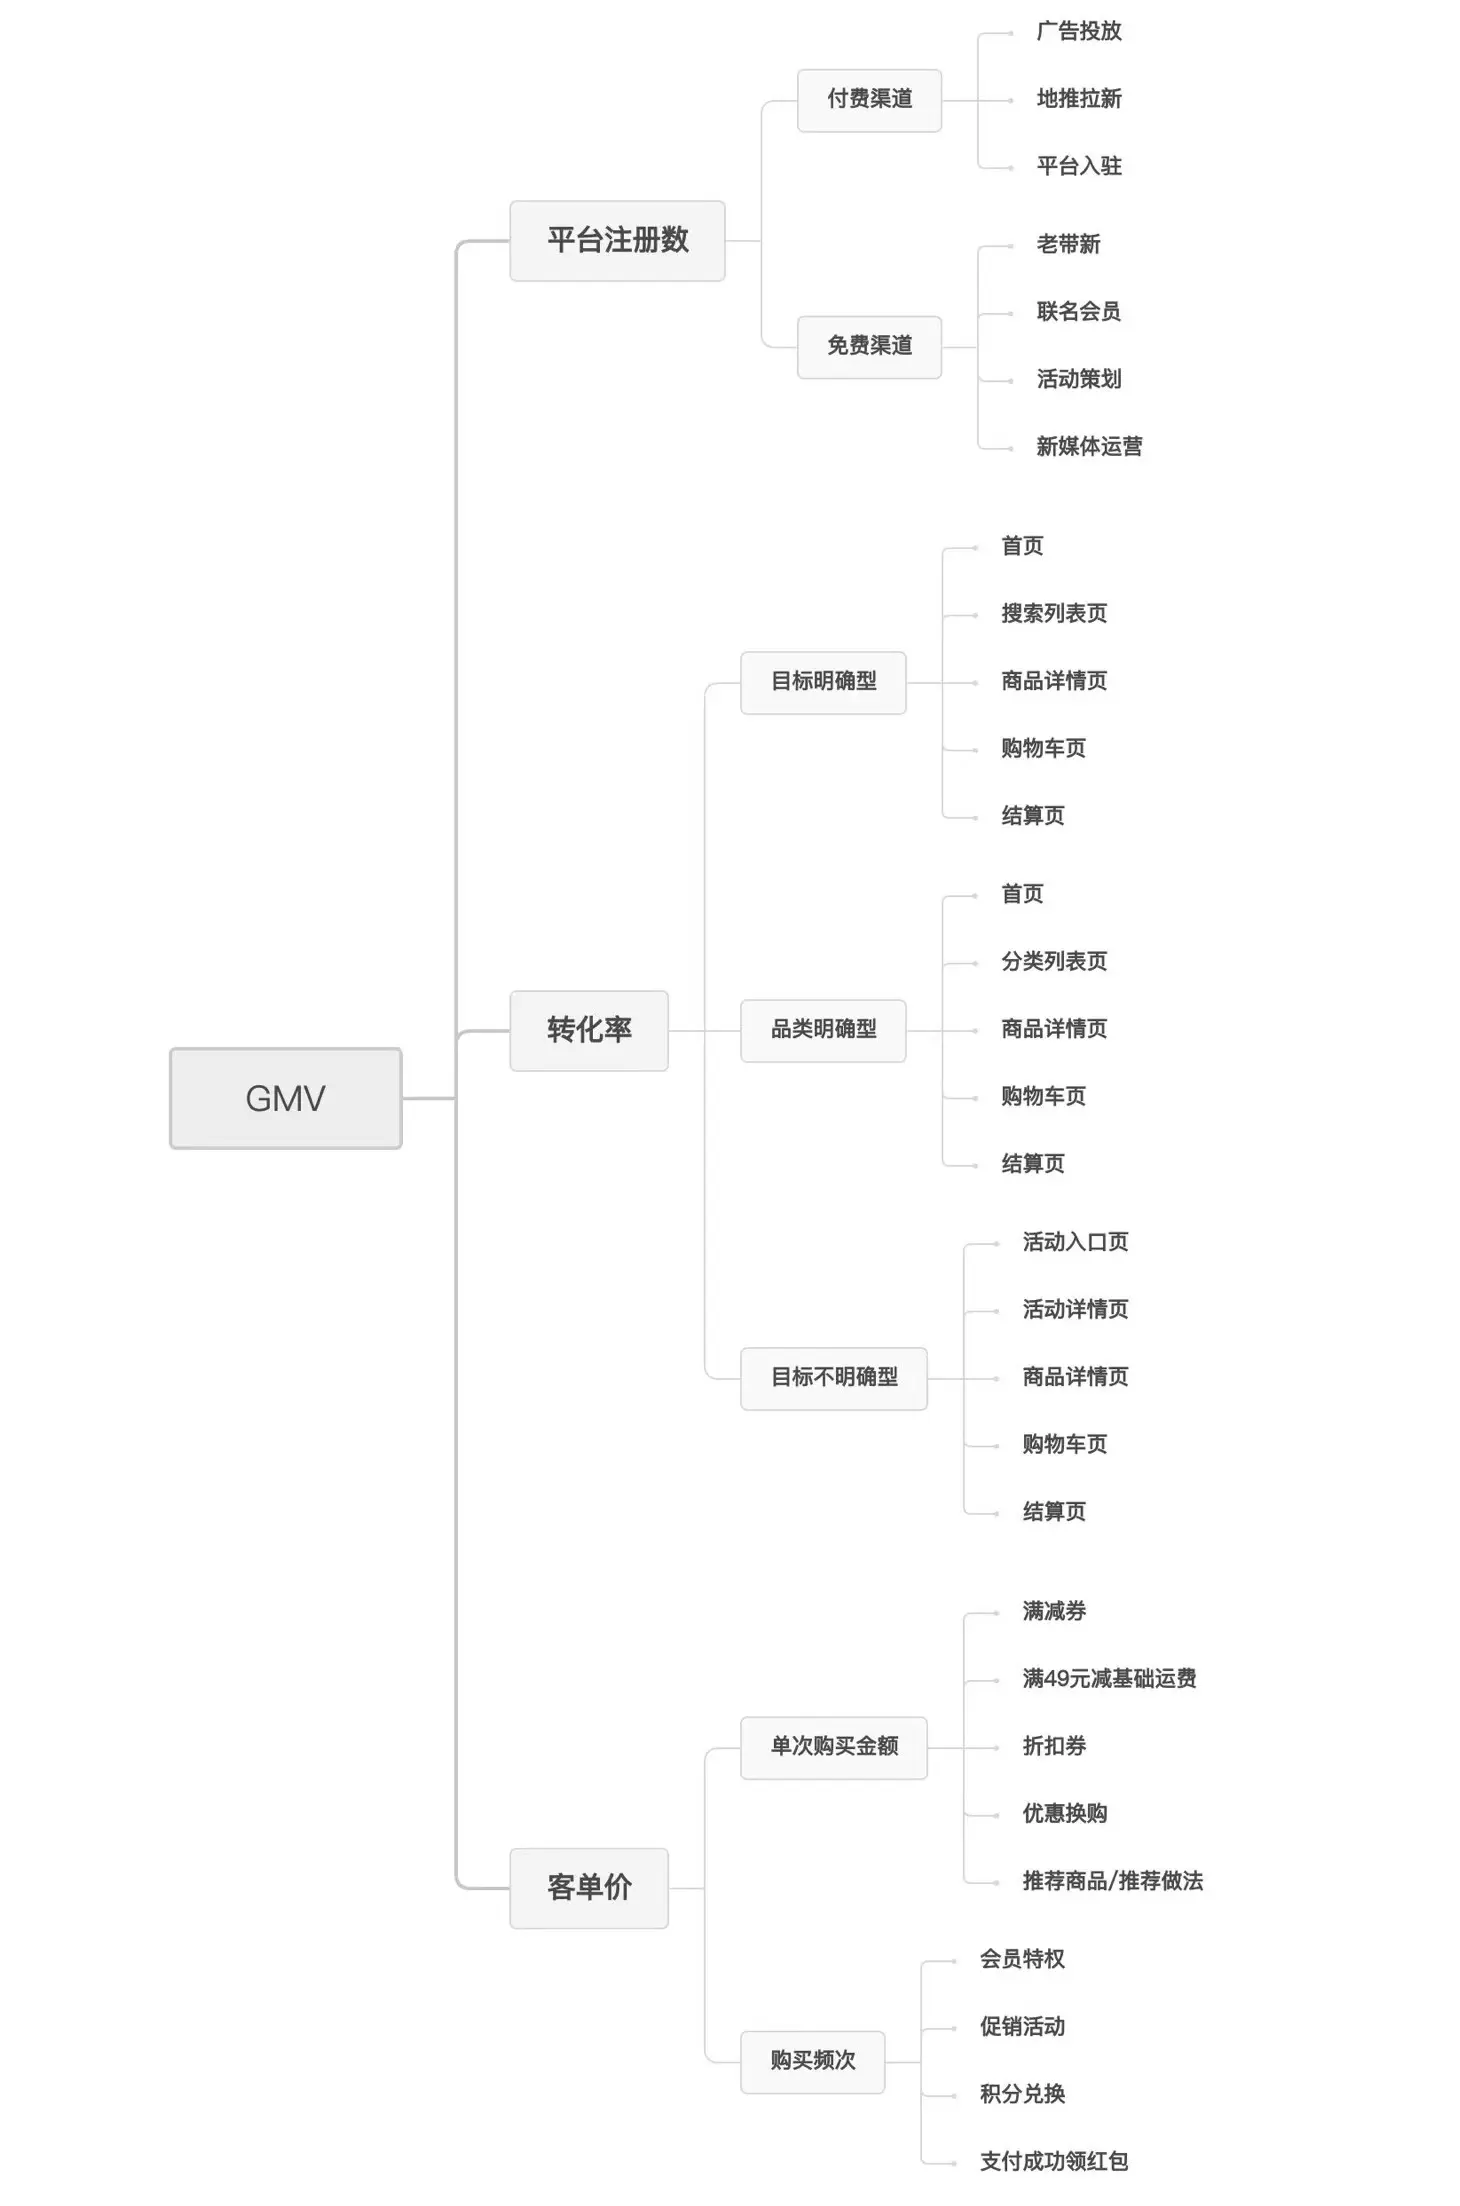 广告投放
付费渠道
地推拉新
平台入驻
平台注册数
老带新
联名会员
免费渠道
活动策划
新媒体运营
首页
搜索列表页
目标明确型
商品详情页
购物车页
结算页
首页
分类列表页
转化率
品类明确型
商品详情页
GMV
购物车页
结算页
活动入口页
活动详情页
目标不明确型
商品详情页
购物车页
结算页
满减券
满49元减基础运费
单次购买金额
折扣券
优惠换购
客单价
推荐商品/推荐做法
会员特权
促销活动
购买频次
积分兑换
支付成功领红包